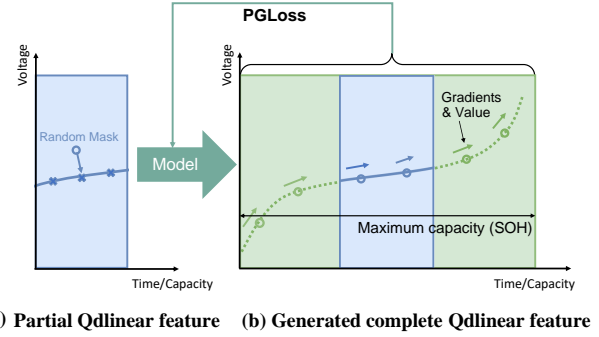 PGLoss
Voltage
Random Mask
Model
Time/Capacity
Voltage
Gradients
& Value
Maximum capacity (SOH)
Time/Capacity
) Partial Qdlinear feature
(b) Generated complete Qdlinear feature